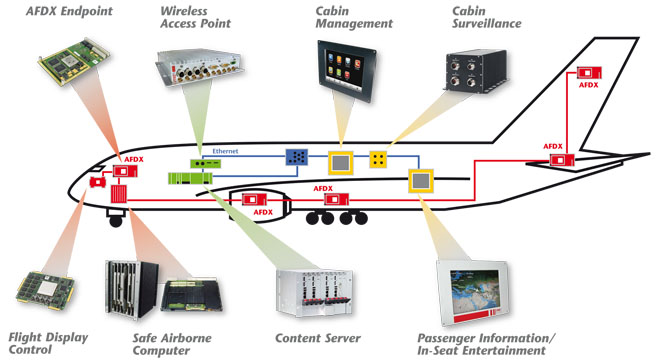 AFDX Endpoint
Wireless
Access Point
Cabin
Management
Cabin
Surveillance
AFDX
Ethernet
AFDX
AFDX
AFDX
AFDX
Flight Display
Control
Safe Airborne
Computer
Content Server
Passenger Information/
In-Seat Entertainment